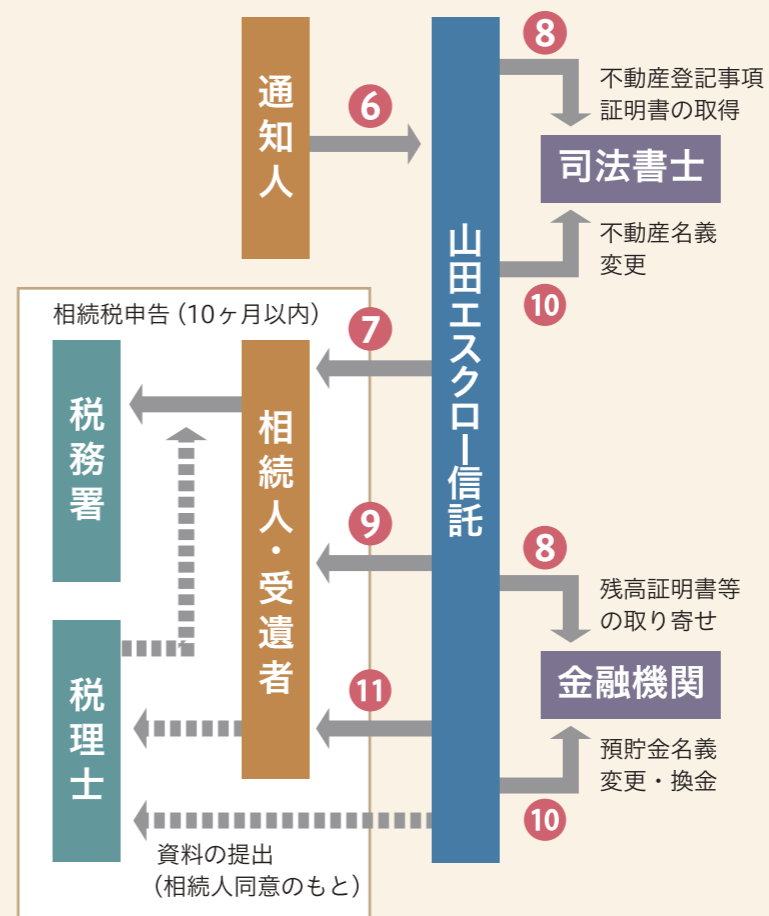 通知人
⑥
山田エスクロー信託
⑧
不動産登記事項
証明書の取得
司法書士
不動産名義
変更
⑩
相続税申告（10ヶ月以内）
⑦
税務署
相続人・受遺者
⑨
⑧
残高証明書等
の取り寄せ
金融機関
税理士
⑪
預貯金名義
変更・換金
⑩
資料の提出
（相続人同意のもと）